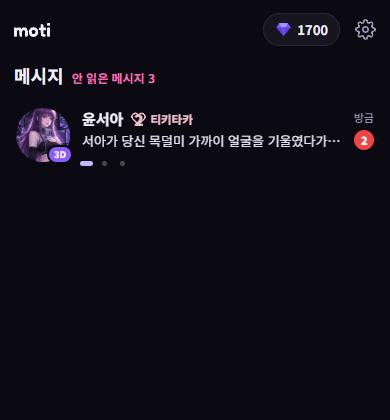 moti
1700
메시지 안 읽은 메시지 3
윤서아 티키타카 방금
서아가 당신 목덜미 가까이 얼굴을 기울였다가… 2
3D